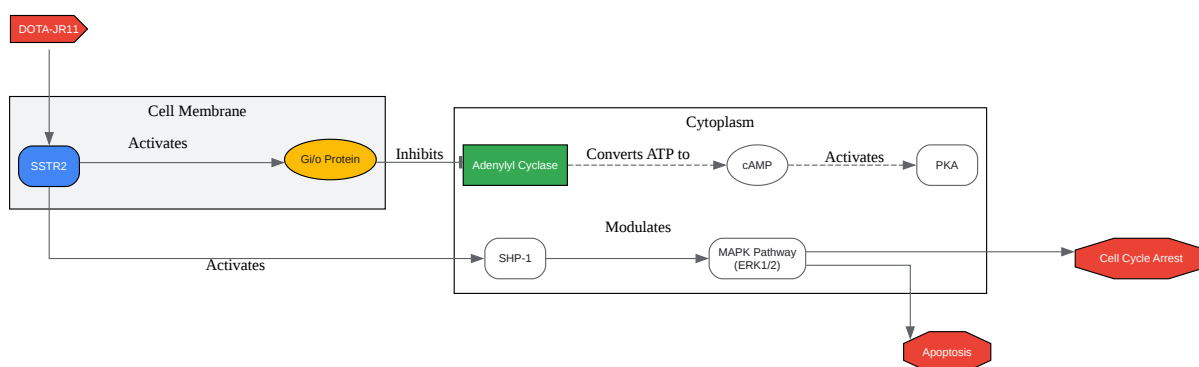 DOTA-JR11
Cell Membrane
Cytoplasm
Activates
SSTR2
Gi/o Protein
Inhibits
Adenylyl Cyclase
Converts ATP to
cAMP
Activates
PKA
Activates
SHP-1
Modulates
MAPK Pathway
(ERK1/2)
Cell Cycle Arrest
Apoptosis